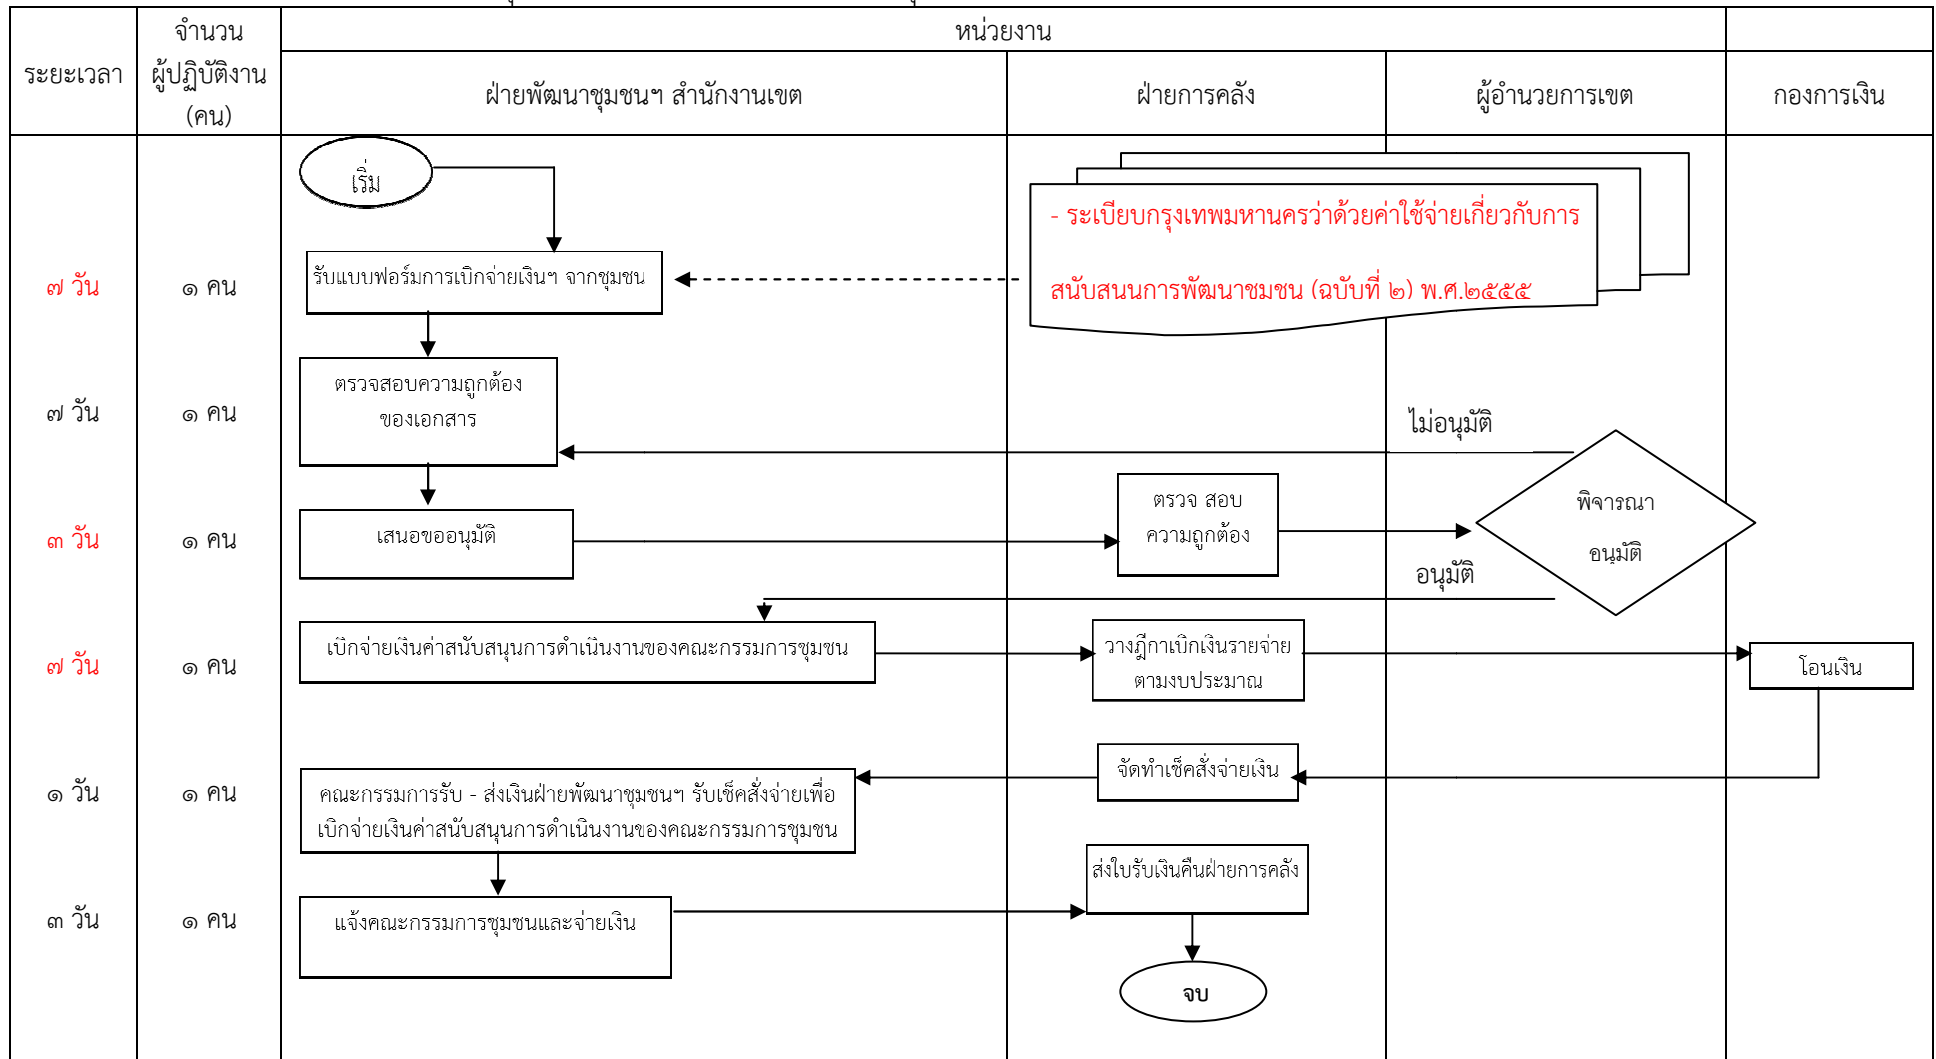 ระยะเวลา
จำนวน
ผู้ปฏิบัติงาน
(คน)
หน่วยงาน
ฝ่ายพัฒนาชุมชนฯ สำนักงานเขต
ฝ่ายการคลัง
ผู้อำนวยการเขต
กองการเงิน
เริ่ม
- ระเบียบกรุงเทพมหานครว่าด้วยค่าใช้จ่ายเกี่ยวกับการ
สนับสนนการพัฒนาชมชน (ฉบับที่ ๒) พ.ศ.๒๕๕๕
๗ วัน
๑ คน
รับแบบฟอร์มการเบิกจ่ายเงินฯ จากชุมชน
๗ วัน
๑ คน
ตรวจสอบความถูกต้อง
ของเอกสาร
ไม่อนุมัติ
๓ วัน
๑ คน
เสนอขออนุมัติ
ตรวจ สอบ
ความถูกต้อง
พิจารณา
อนุมัติ
อนุมัติ
๗ วัน
๑ คน
เบิกจ่ายเงินค่าสนับสนุนการดำเนินงานของคณะกรรมการชุมชน
วางฎีกาเบิกเงินรายจ่าย
ตามงบประมาณ
โอนเงิน
๑ วัน
๑ คน
คณะกรรมการรับ - ส่งเงินฝ่ายพัฒนาชุมชนฯ รับเช็คสั่งจ่ายเพื่อ
เบิกจ่ายเงินค่าสนับสนุนการดำเนินงานของคณะกรรมการชุมชน
จัดทำเช็คสั่งจ่ายเงิน
๓ วัน
๑ คน
แจ้งคณะกรรมการชุมชนและจ่ายเงิน
ส่งใบรับเงินคืนฝ่ายการคลัง
จบ